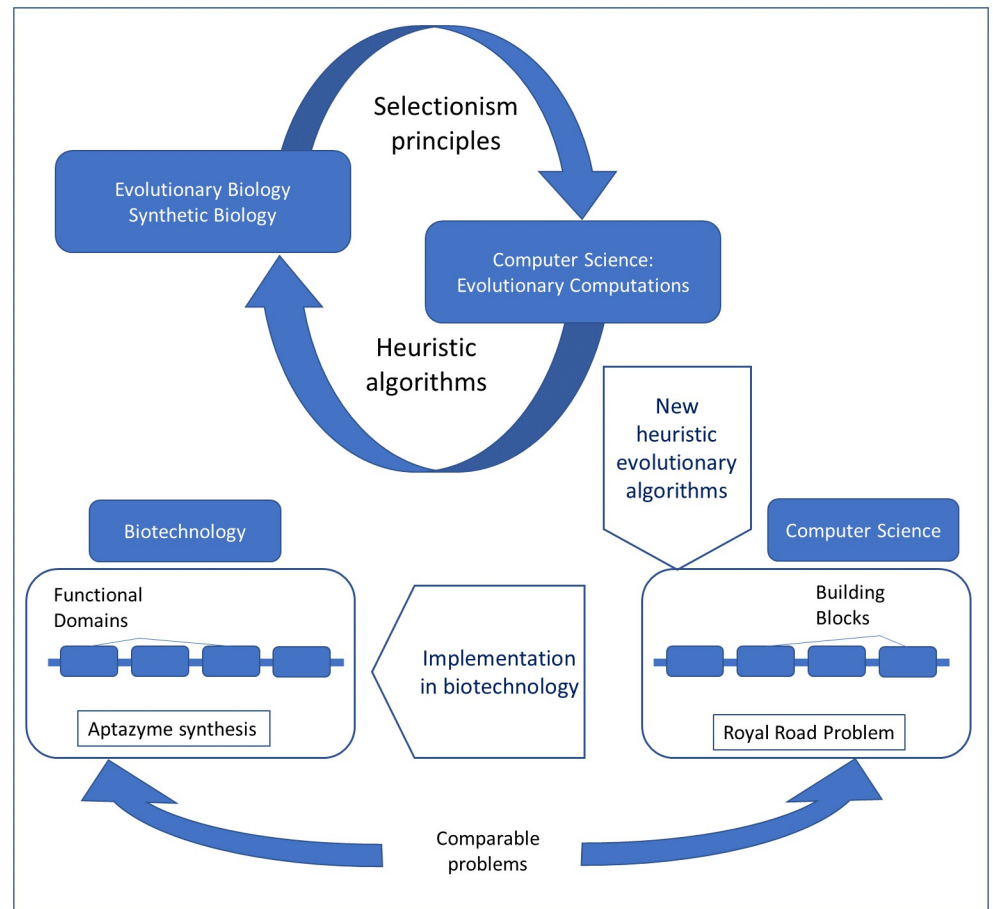 Selectionism
principles
Evolutionary Biology
Synthetic Biology
Computer Science:
Evolutionary Computations
Heuristic
algorithms
New
heuristic
evolutionary
algorithms
Biotechnology
Computer Science
Functional
Domains
Building
Blocks
Implementation
in biotechnology
Aptazyme synthesis
Royal Road Problem
Comparable
problems